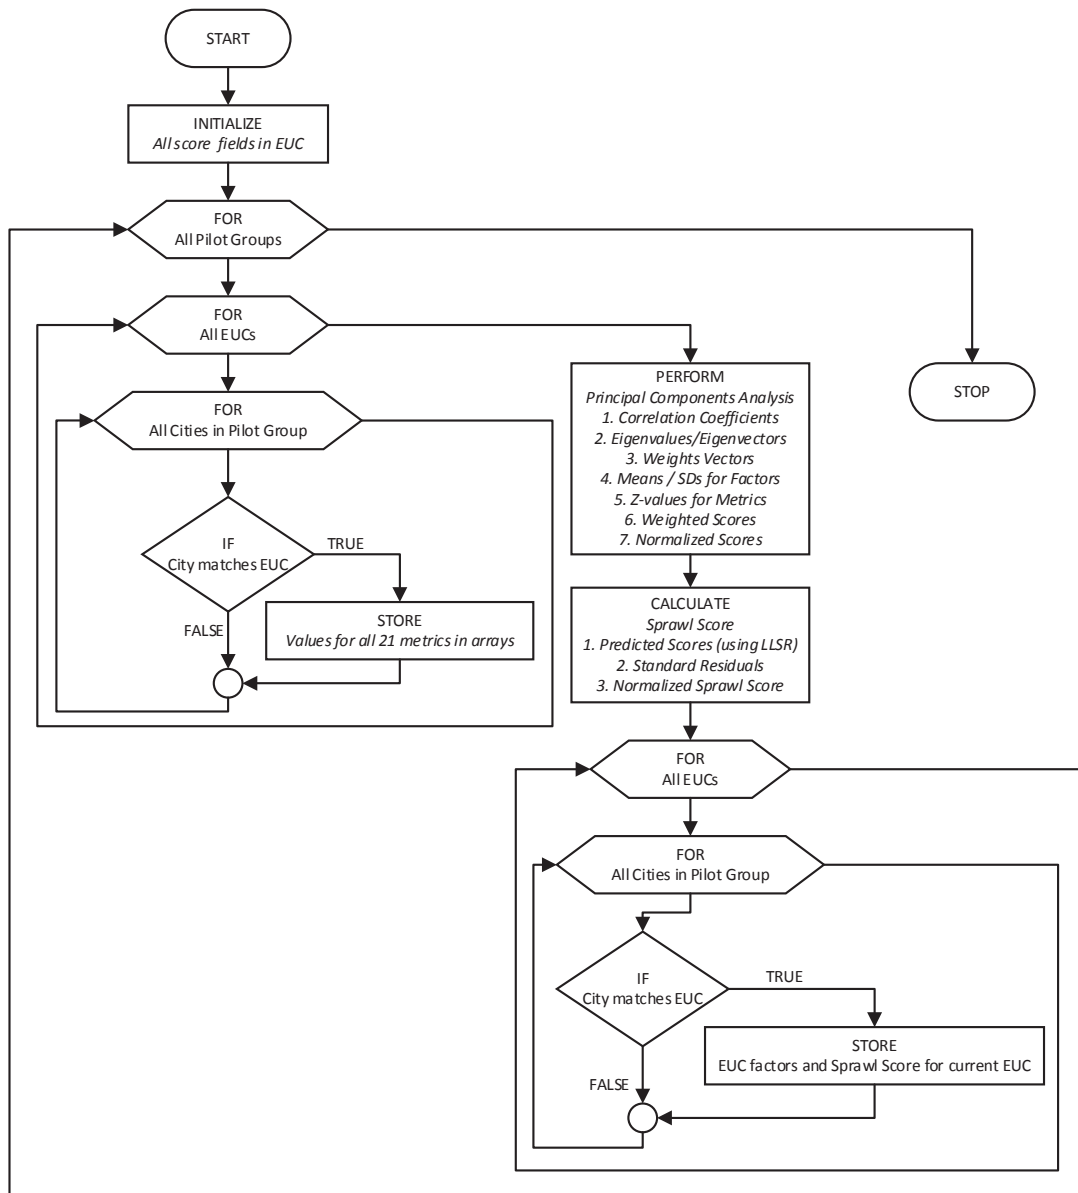 START
INITIALIZE
All score fields in EUC
FOR
All Pilot Groups
FOR
All EUCs
FOR
All Cities in Pilot Group
IF
City matches EUC
TRUE
FALSE
STORE
Values for all 21 metrics in arrays
PERFORM
Principal Components Analysis
1. Correlation Coefficients
2. Eigenvalues/Eigenvectors
3. Weights Vectors
4. Means / SDs for Factors
5. Z-values for Metrics
6. Weighted Scores
7. Normalized Scores
STOP
CALCULATE
Sprawl Score
1. Predicted Scores (using LLSR)
2. Standard Residuals
3. Normalized Sprawl Score
FOR
All EUCs
FOR
All Cities in Pilot Group
IF
City matches EUC
TRUE
FALSE
STORE
EUC factors and Sprawl Score for current EUC